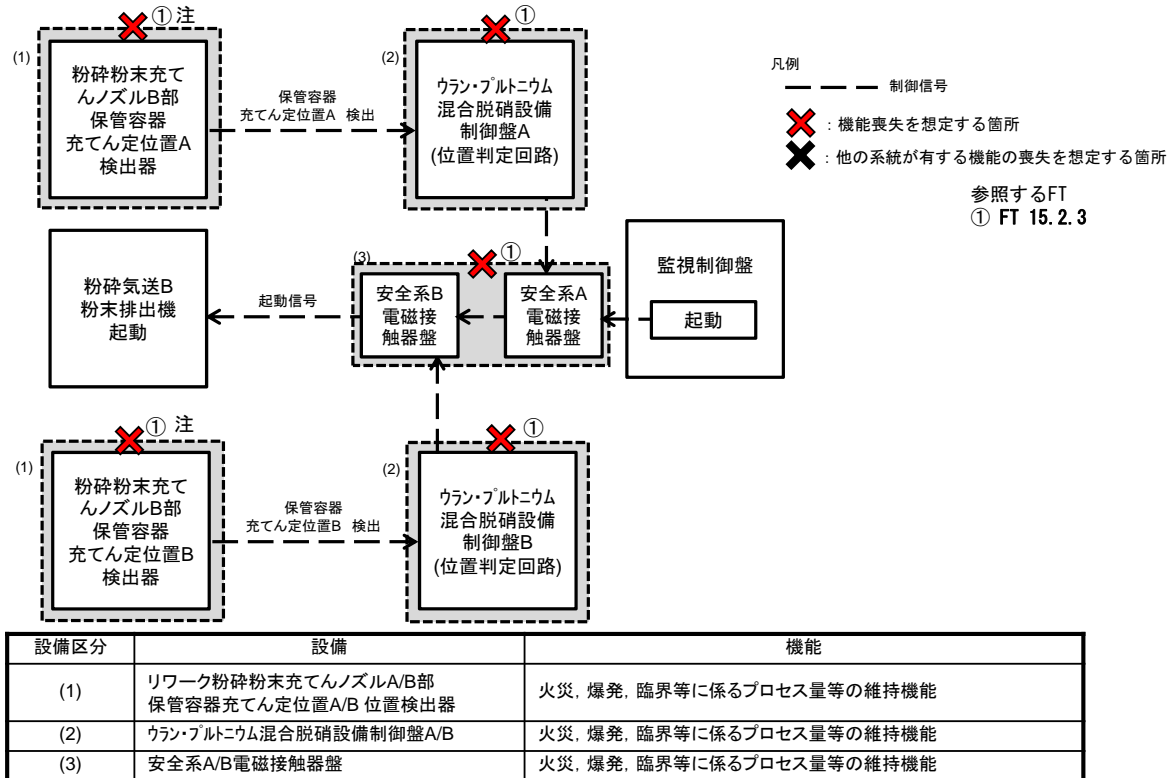 ① 注
(1)
粉砕粉末充て
んノズルB部
保管容器
充てん定位置A
検出器
保管容器
充てん定位置A 検出
①
(2)
ウラン・プルトニウム
混合脱硝設備
制御盤A
(位置判定回路)
凡例
制御信号
：機能喪失を想定する箇所
：他の系統が有する機能の喪失を想定する箇所
参照するFT
① FT 15.2.3
粉砕気送B
粉末排出機
起動
起動信号
(3)
①
安全系B
電磁接
触器盤
安全系A
電磁接
触器盤
監視制御盤
起動
① 注
(1)
粉砕粉末充て
んノズルB部
保管容器
充てん定位置B
検出器
保管容器
充てん定位置B 検出
①
(2)
ウラン・プルトニウム
混合脱硝設備
制御盤B
(位置判定回路)
設備区分 設備 機能
(1) リワーク粉砕粉末充てんノズルA/B部
保管容器充てん定位置A/B 位置検出器 火災，爆発，臨界等に係るプロセス量等の維持機能
(2) ウラン・プルトニウム混合脱硝設備制御盤A/B 火災，爆発，臨界等に係るプロセス量等の維持機能
(3) 安全系A/B電磁接触器盤 火災，爆発，臨界等に係るプロセス量等の維持機能